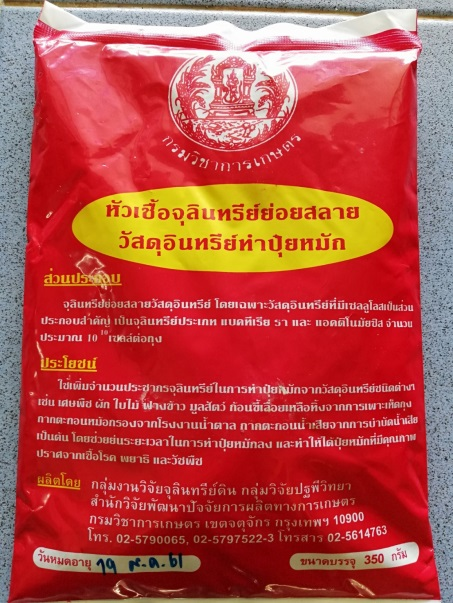 กรมวิชาการเกษตร
หัวเชื้อจุลินทรีย์ย่อยสลาย
วัสดุอินทรีย์ทำปุ๋ยหมัก
ส่วนประกอบ
จุลินทรีย์ย่อยสลายวัสดุอินทรีย์ โดยเฉพาะวัสดุอินทรีย์ที่มีเซลลูโลสเป็นส่วน
ประกอบสำคัญ เป็นจุลินทรีย์ประเภท แบคทีเรีย รา และ แอคติโนมัยซิส จำนวน
ประมาณ 10 10 เซลล์ต่อถุง
ประโยชน์
ใช้เพิ่มจำนวนประชากรจุลินทรีย์ในการทำปุ๋ยหมักจากวัสดุอินทรีย์ชนิดต่างๆ
เช่น เศษพืช ผัก ใบไม้ ฟางข้าว มูลสัตว์ ก้อนขี้เลื่อยเหลือทิ้งจากการเพาะเห็ดถุง
กากตะกอนหม้อกรองจากโรงงานน้ำตาล กากตะกอนน้ำเสียจากการบำบัดน้ำเสีย
เป็นต้น โดยช่วยย่นระยะเวลาในการทำปุ๋ยหมักลง และทำให้ได้ปุ๋ยหมักที่มีคุณภาพ
ปราศจากเชื้อโรค พยาธิ และวัชพืช
ผลิตโดย กลุ่มงานวิจัยจุลินทรีย์ดิน กลุ่มวิจัยปฐพีวิทยา
สำนักวิจัยพัฒนาปัจจัยการผลิตทางการเกษตร
กรมวิชาการเกษตร เขตจตุจักร กรุงเทพฯ 10900
โทร. 02-5790065, 02-5797522-3 โทรสาร 02-5614763
วันหมดอายุ 19 ส.ค. 61 ขนาดบรรจุ 350 กรัม